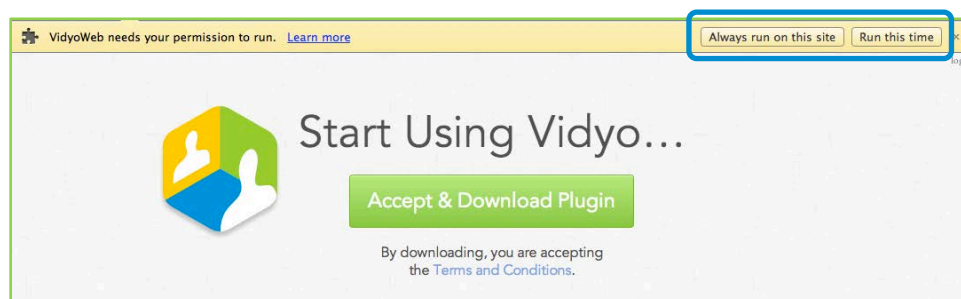 VidyoWeb needs your permission to run. Learn more Always run on this site Run this time ×
Start Using Vidyo...
Accept & Download Plugin
By downloading, you are accepting
the Terms and Conditions.